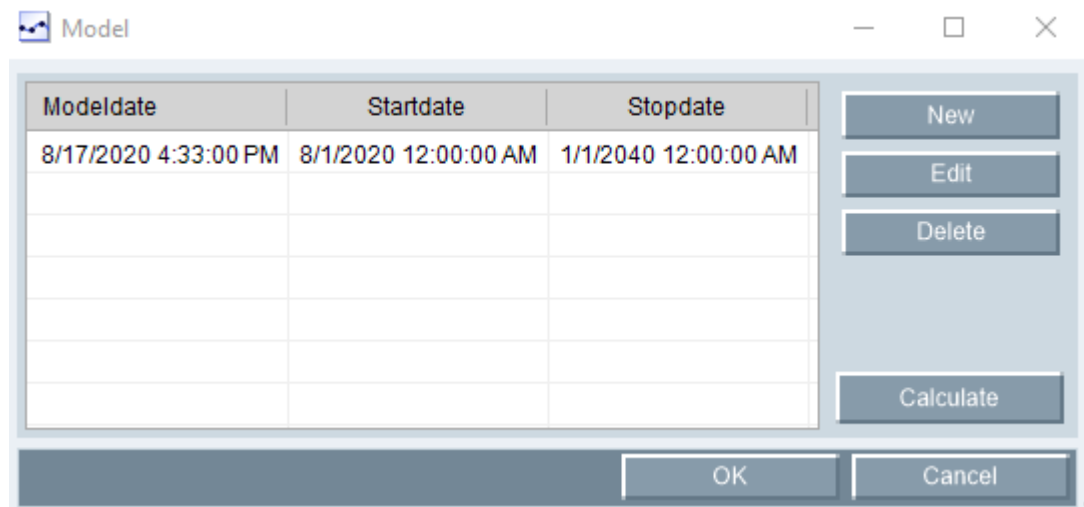 Model
Modeldate Startdate Stopdate
New
8/17/2020 4:33:00 PM 8/1/2020 12:00:00 AM 1/1/2040 12:00:00 AM
Edit
Delete
Calculate
OK Cancel